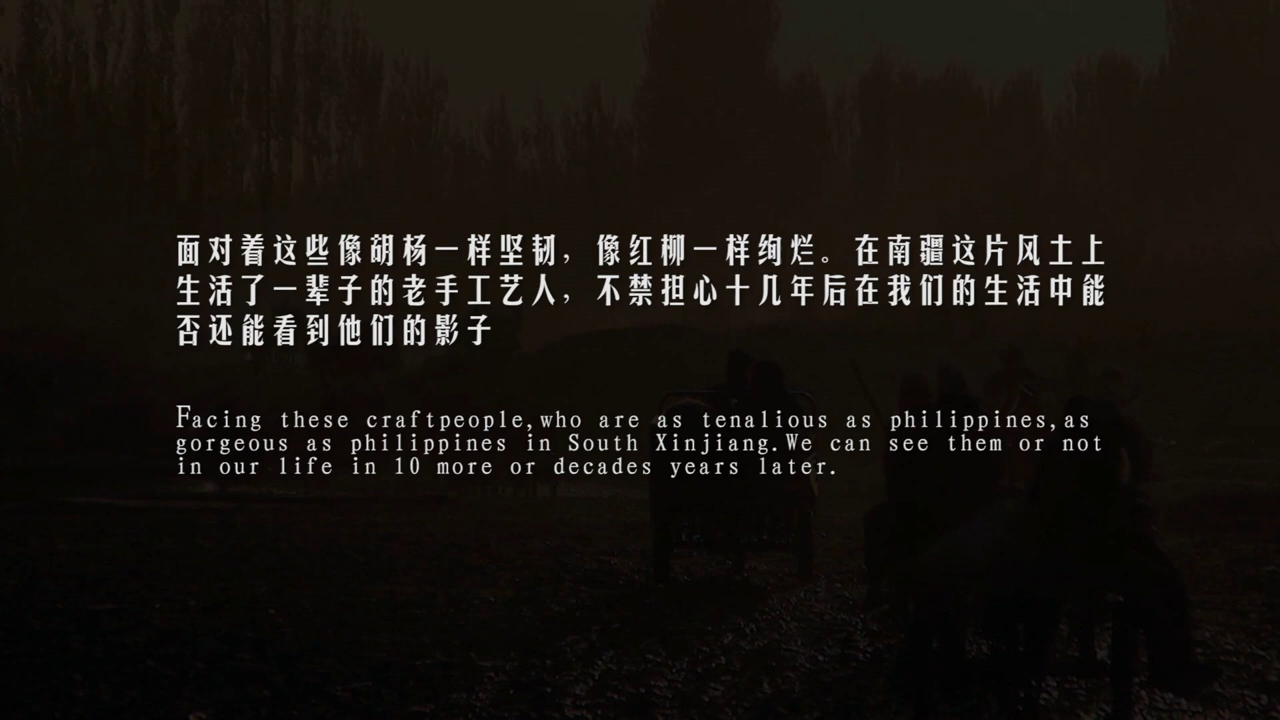 面对着这些像胡杨一样坚韧，像红柳一样绚烂。在南疆这片风土上
生活了一辈子的老手工艺人，不禁担心十几年后在我们的生活中能
否还能看到他们的影子
Facing these craftpeople,who are as tenalious as philippines,as
gorgeous as philippines in South Xinjiang.We can see them or not
in our life in 10 more or decades years later.